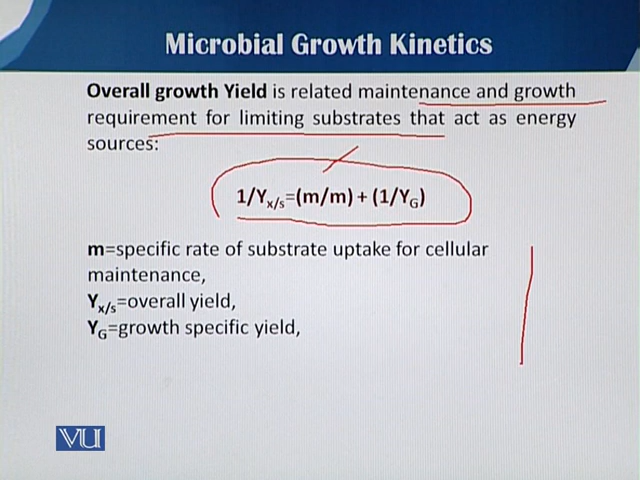 Microbial Growth Kinetics
Overall growth Yield is related maintenance and growth
requirement for limiting substrates that act as energy
sources:
1/Yx/s=(m/m) + (1/YG)
m=specific rate of substrate uptake for cellular
maintenance,
Yx/s=overall yield,
YG=growth specific yield,
VU